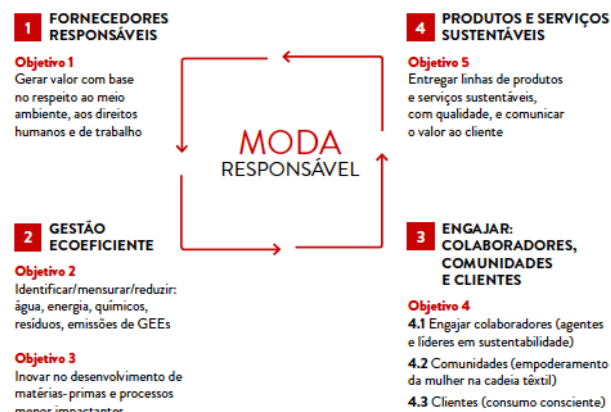 1 FORNECEDORES
RESPONSÁVEIS
Objetivo 1
Gerar valor com base
no respeito ao meio
ambiente, aos direitos
humanos e de trabalho
4 PRODUTOS E SERVIÇOS
SUSTENTÁVEIS
Objetivo 5
Entregar linhas de produtos
e serviços sustentáveis,
com qualidade, e comunicar
o valor ao cliente
MODA
RESPONSÁVEL
2 GESTÃO
ECOEFICIENTE
Objetivo 2
Identificar/mensurar/reduzir:
água, energia, químicos,
resíduos, emissões de GEEs
Objetivo 3
Inovar no desenvolvimento de
matérias-primas e processos
menos impactantes
3 ENGAJAR:
COLABORADORES,
COMUNIDADES
E CLIENTES
Objetivo 4
4.1 Engajar colaboradores (agentes
e líderes em sustentabilidade)
4.2 Comunidades (empoderamento
da mulher na cadeia têxtil)
4.3 Clientes (consumo consciente)